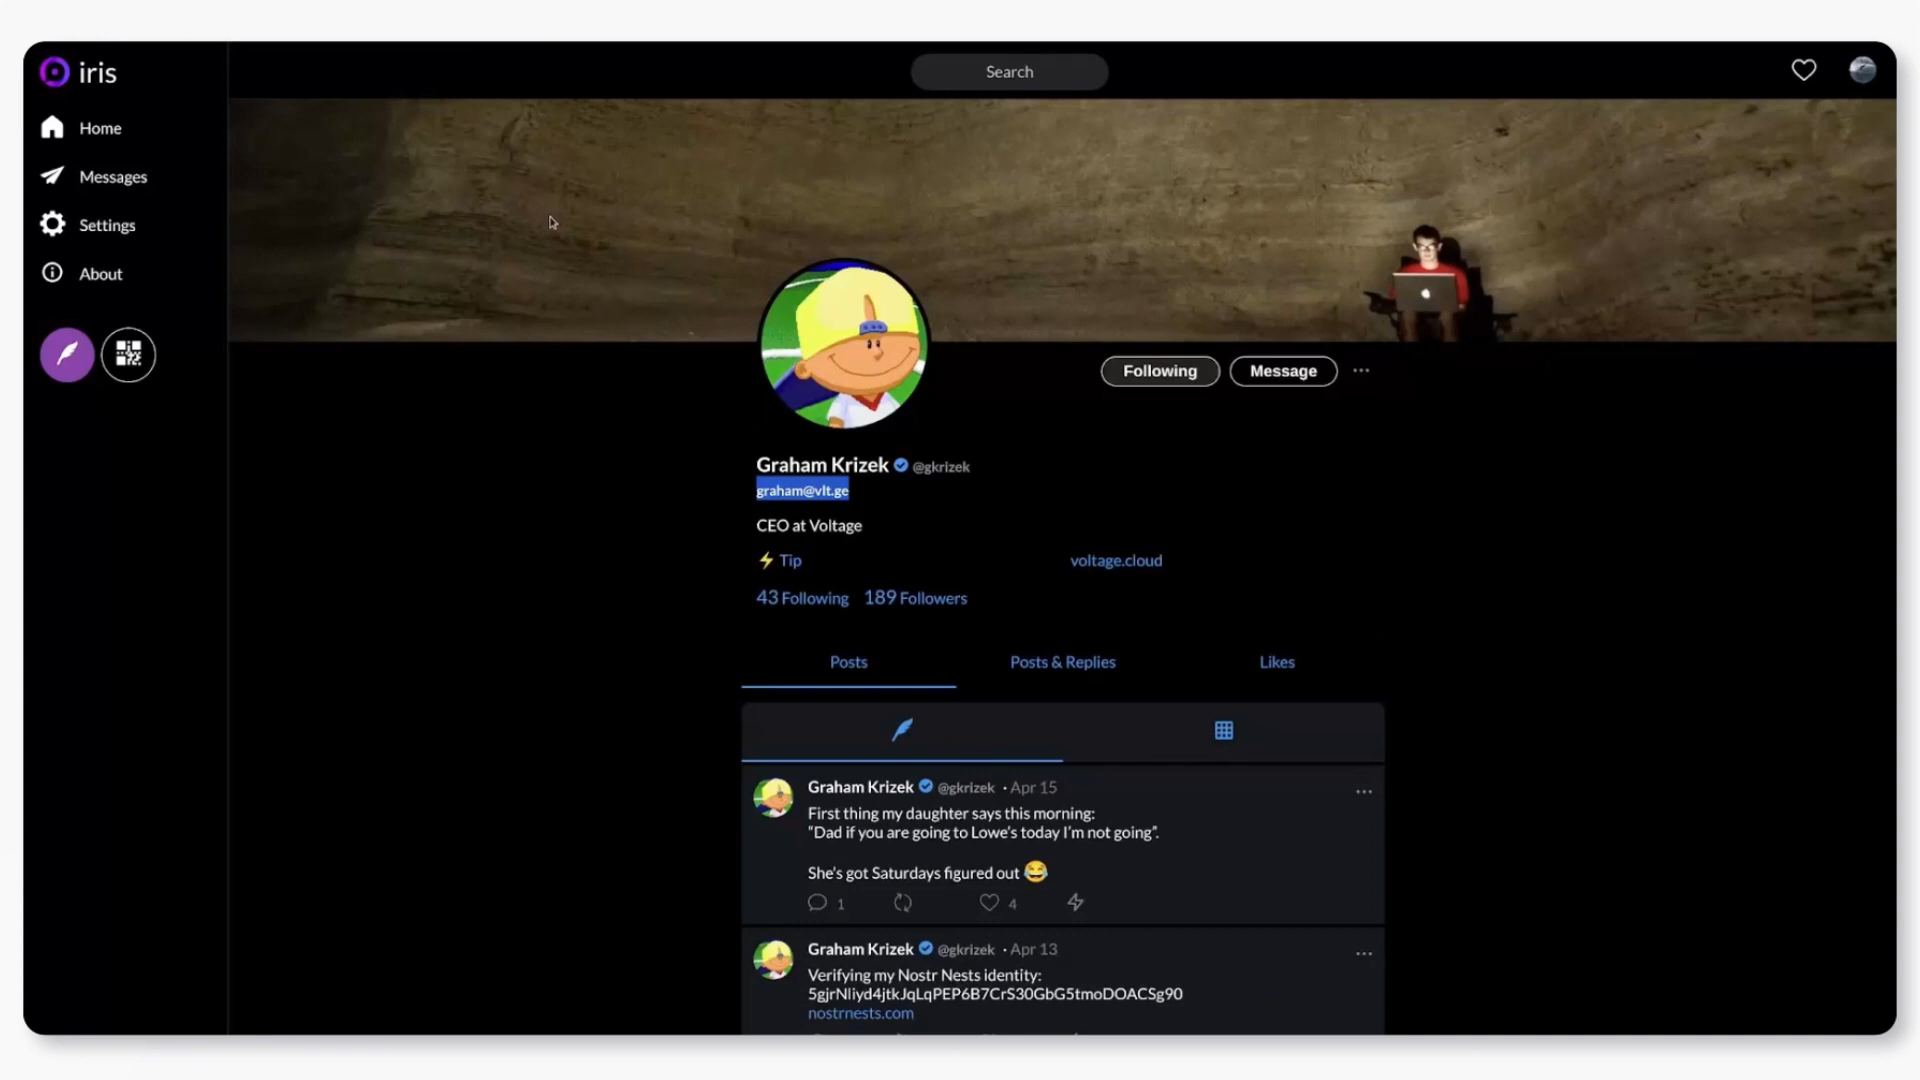 iris
Search
Home
Messages
Settings
About
Following
Message
Graham Krizek @gkrizek
graham@vlt.ge
CEO at Voltage
⚡ Tip
voltage.cloud
43 Following 189 Followers
Posts
Posts & Replies
Likes
Graham Krizek @gkrizek · Apr 15
First thing my daughter says this morning:
“Dad if you are going to Lowe's today I'm not going”.
She's got Saturdays figured out 😂
1
4
Graham Krizek @gkrizek · Apr 13
Verifying my Nostr Nests identity:
5gjrNliyd4jtkJqLqPEP6B7CrS30GbG5tmoDOACSg90
nostrnests.com